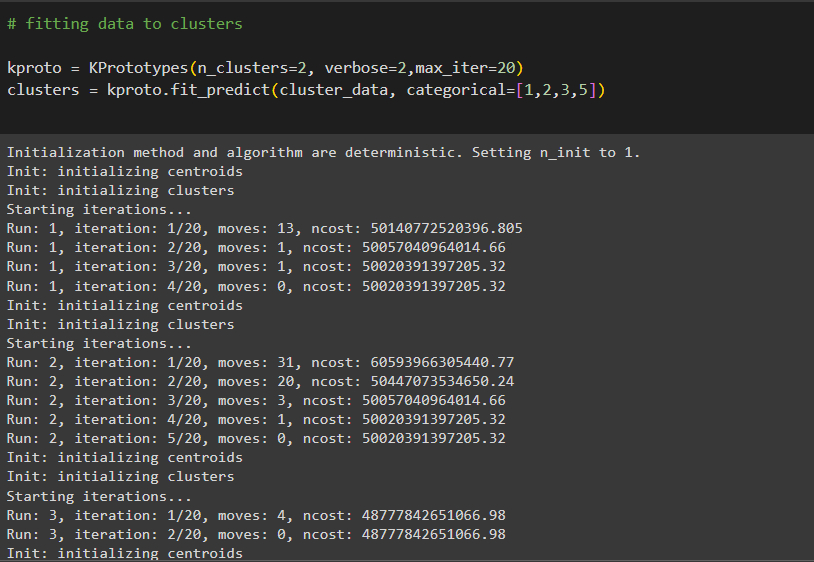 # fitting data to clusters
kproto = KPrototypes(n_clusters=2, verbose=2,max_iter=20)
clusters = kproto.fit_predict(cluster_data, categorical=[1,2,3,5])
Initialization method and algorithm are deterministic. Setting n_init to 1.
Init: initializing centroids
Init: initializing clusters
Starting iterations...
Run: 1, iteration: 1/20, moves: 13, ncost: 50140772520396.805
Run: 1, iteration: 2/20, moves: 1, ncost: 50057040964014.66
Run: 1, iteration: 3/20, moves: 1, ncost: 50020391397205.32
Run: 1, iteration: 4/20, moves: 0, ncost: 50020391397205.32
Init: initializing centroids
Init: initializing clusters
Starting iterations...
Run: 2, iteration: 1/20, moves: 31, ncost: 60593966305440.77
Run: 2, iteration: 2/20, moves: 20, ncost: 50447073534650.24
Run: 2, iteration: 3/20, moves: 3, ncost: 50057040964014.66
Run: 2, iteration: 4/20, moves: 1, ncost: 50020391397205.32
Run: 2, iteration: 5/20, moves: 0, ncost: 50020391397205.32
Init: initializing centroids
Init: initializing clusters
Starting iterations...
Run: 3, iteration: 1/20, moves: 4, ncost: 48777842651066.98
Run: 3, iteration: 2/20, moves: 0, ncost: 48777842651066.98
Init: initializing centroids